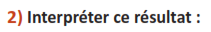 2) Interpréter ce résultat :